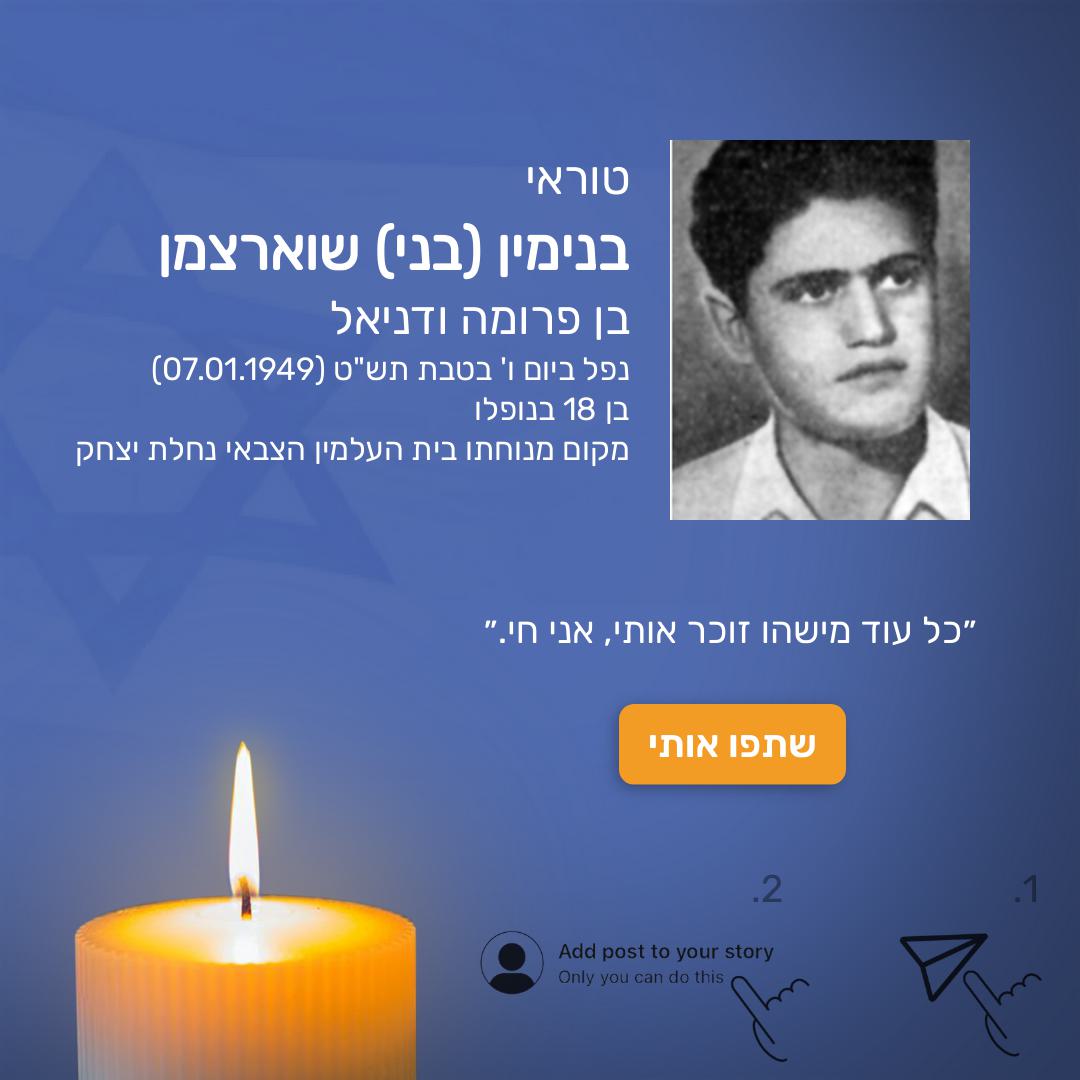 טוראי
בנימין (בני) שוארצמן
בן פרומה ודניאל
נפל ביום ו' בטבת תש"ט (07.01.1949)
בן 18 בנופלו
מקום מנוחתו בית העלמין הצבאי נחלת יצחק
״כל עוד מישהו זוכר אותי, אני חי.״
שתפו אותי
1.
2.
Add post to your story
Only you can do this